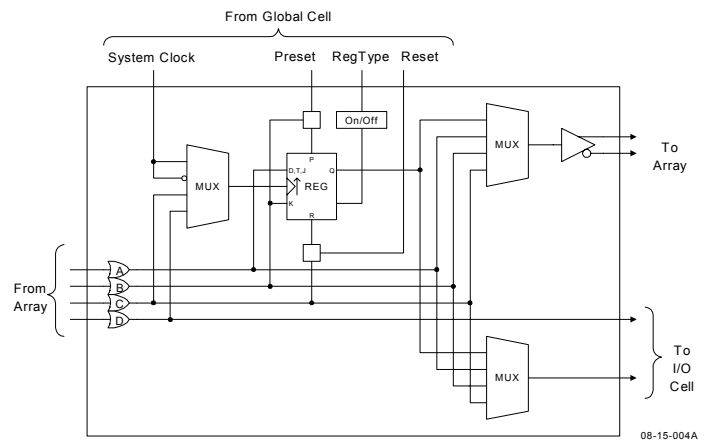 From Global Cell
System Clock
Preset
RegType
Reset
On/Off
P
D,T,J
Q
REG
K
R
MUX
MUX
To
Array
From
Array
A
B
C
D
MUX
To
I/O
Cell
08-15-004A